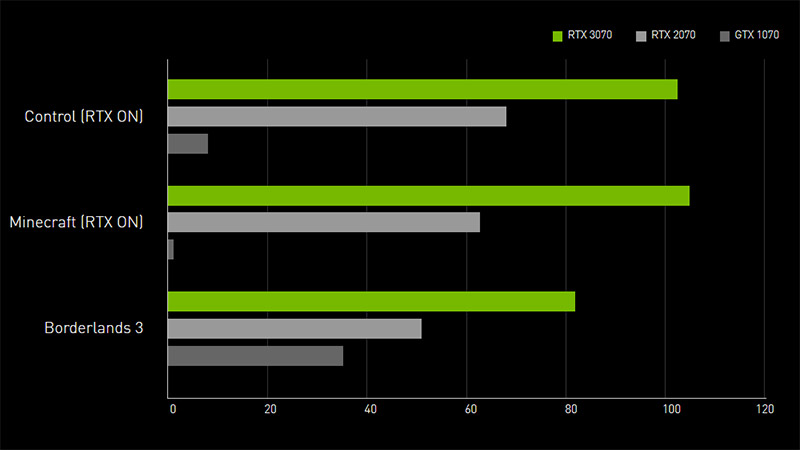 RTX 3070 RTX 2070 GTX 1070
Control (RTX ON)
Minecraft (RTX ON)
Borderlands 3
0 20 40 60 80 100 120